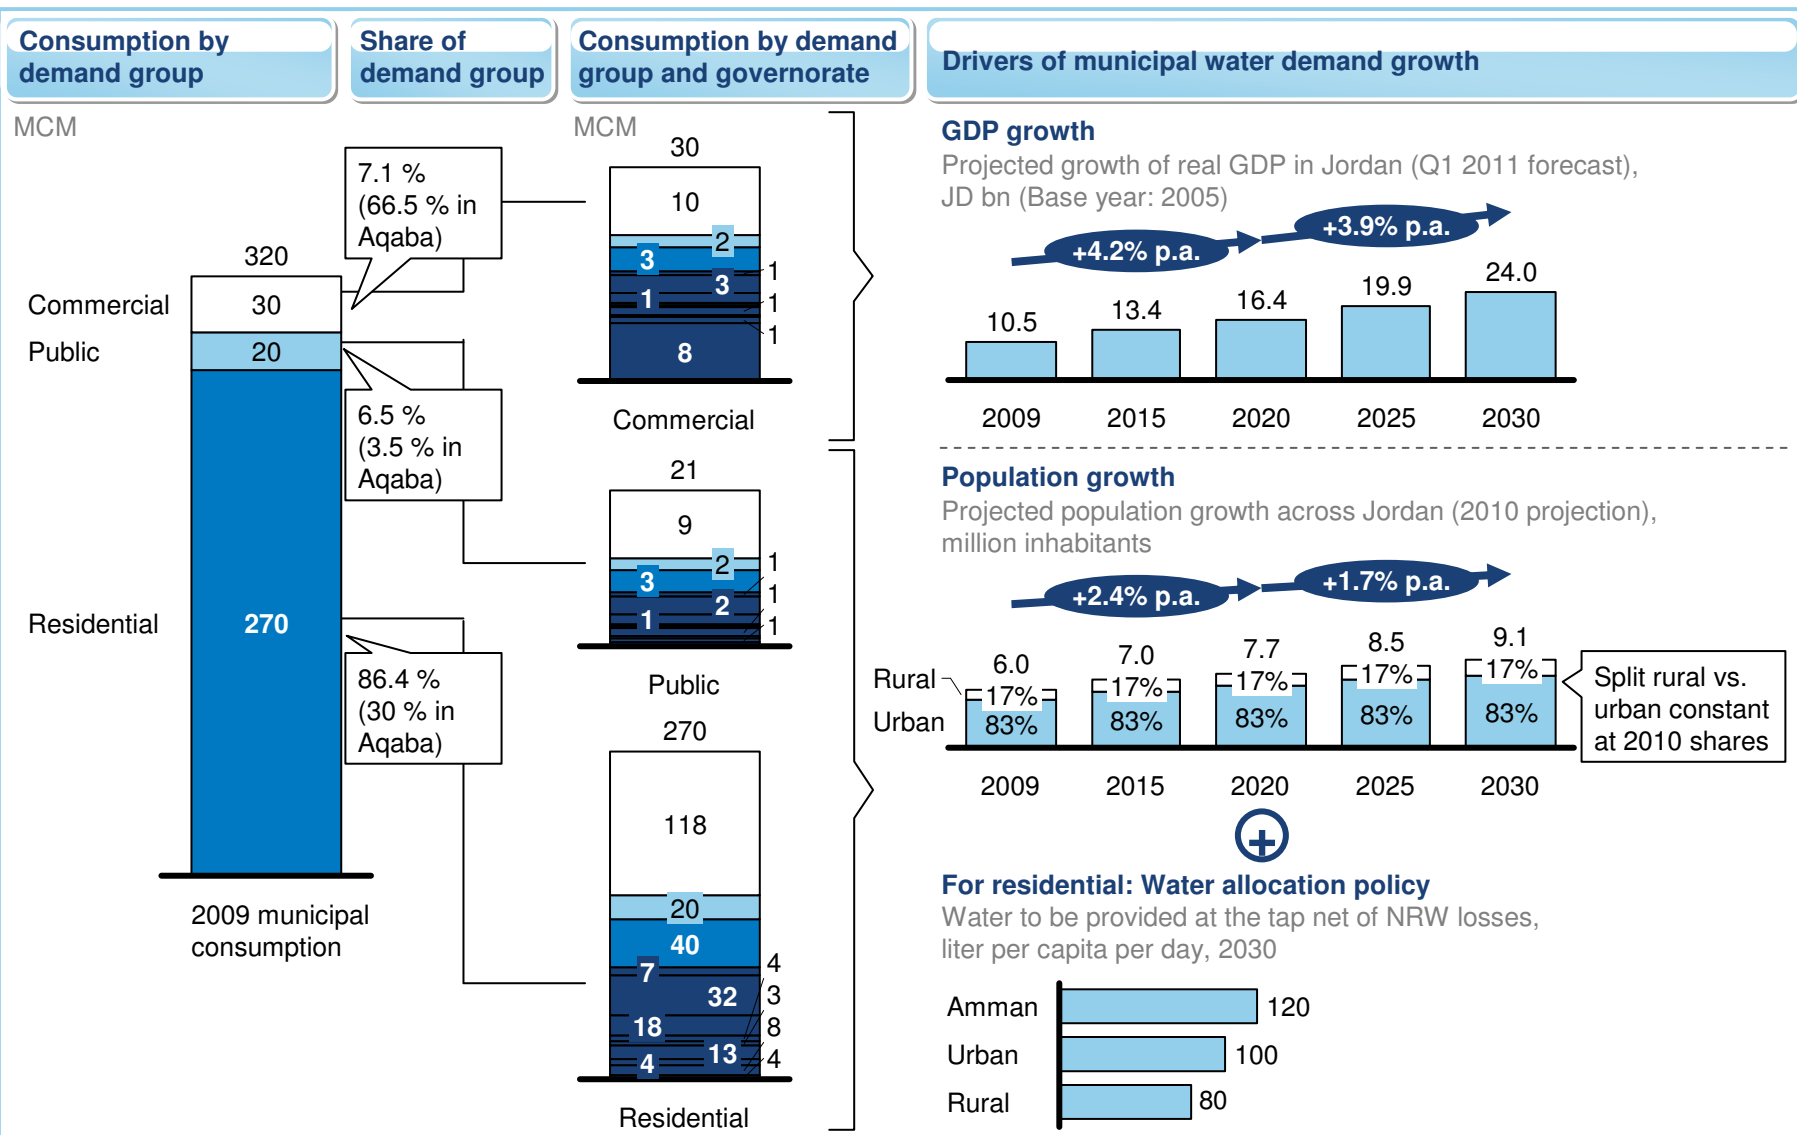 Consumption by
demand group
Share of
demand group
Consumption by demand
group and governorate
Drivers of municipal water demand growth
MCM
320
Commercial
30
Public
20
Residential
270
2009 municipal
consumption
7.1 %
(66.5 % in
Aqaba)
6.5 %
(3.5 % in
Aqaba)
86.4 %
(30 % in
Aqaba)
MCM
30
10
2
3
1
3
1
1
1
8
Commercial
21
9
2
1
3
1
2
1
1
Public
270
118
20
40
7
4
32
3
18
8
13
4
4
Residential
GDP growth
Projected growth of real GDP in Jordan (Q1 2011 forecast),
JD bn (Base year: 2005)
+4.2% p.a.
+3.9% p.a.
10.5
13.4
16.4
19.9
24.0
2009
2015
2020
2025
2030
Population growth
Projected population growth across Jordan (2010 projection),
million inhabitants
+2.4% p.a.
+1.7% p.a.
6.0
7.0
7.7
8.5
9.1
Rural
17%
17%
17%
17%
17%
Urban
83%
83%
83%
83%
83%
2009
2015
2020
2025
2030
Split rural vs.
urban constant
at 2010 shares
+
For residential: Water allocation policy
Water to be provided at the tap net of NRW losses,
liter per capita per day, 2030
Amman
120
Urban
100
Rural
80